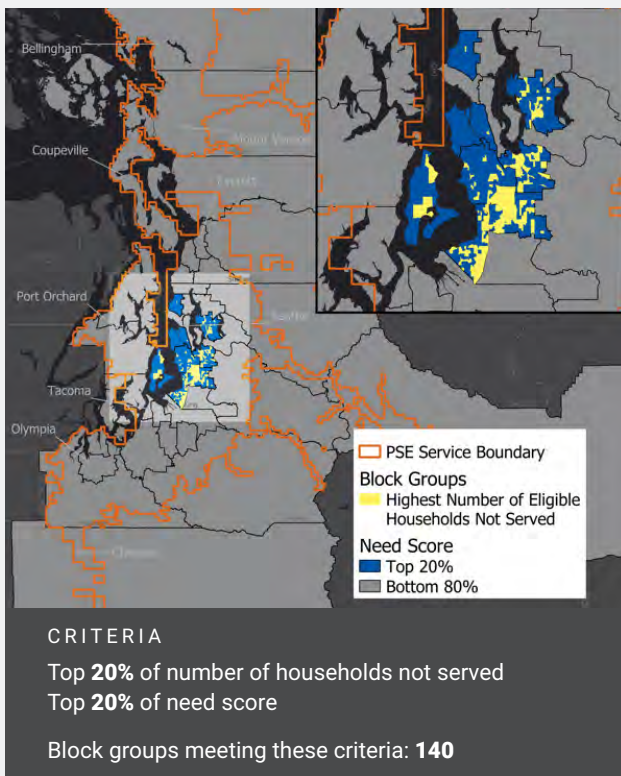 Bellingham
Mount Vernon
Coupeville
Everett
Port Orchard
Seattle
Tacoma
Olympia
PSE Service Boundary
Block Groups
Highest Number of Eligible
Households Not Served
Need Score
Top 20%
Bottom 80%
CRITERIA
Top 20% of number of households not served
Top 20% of need score
Block groups meeting these criteria: 140